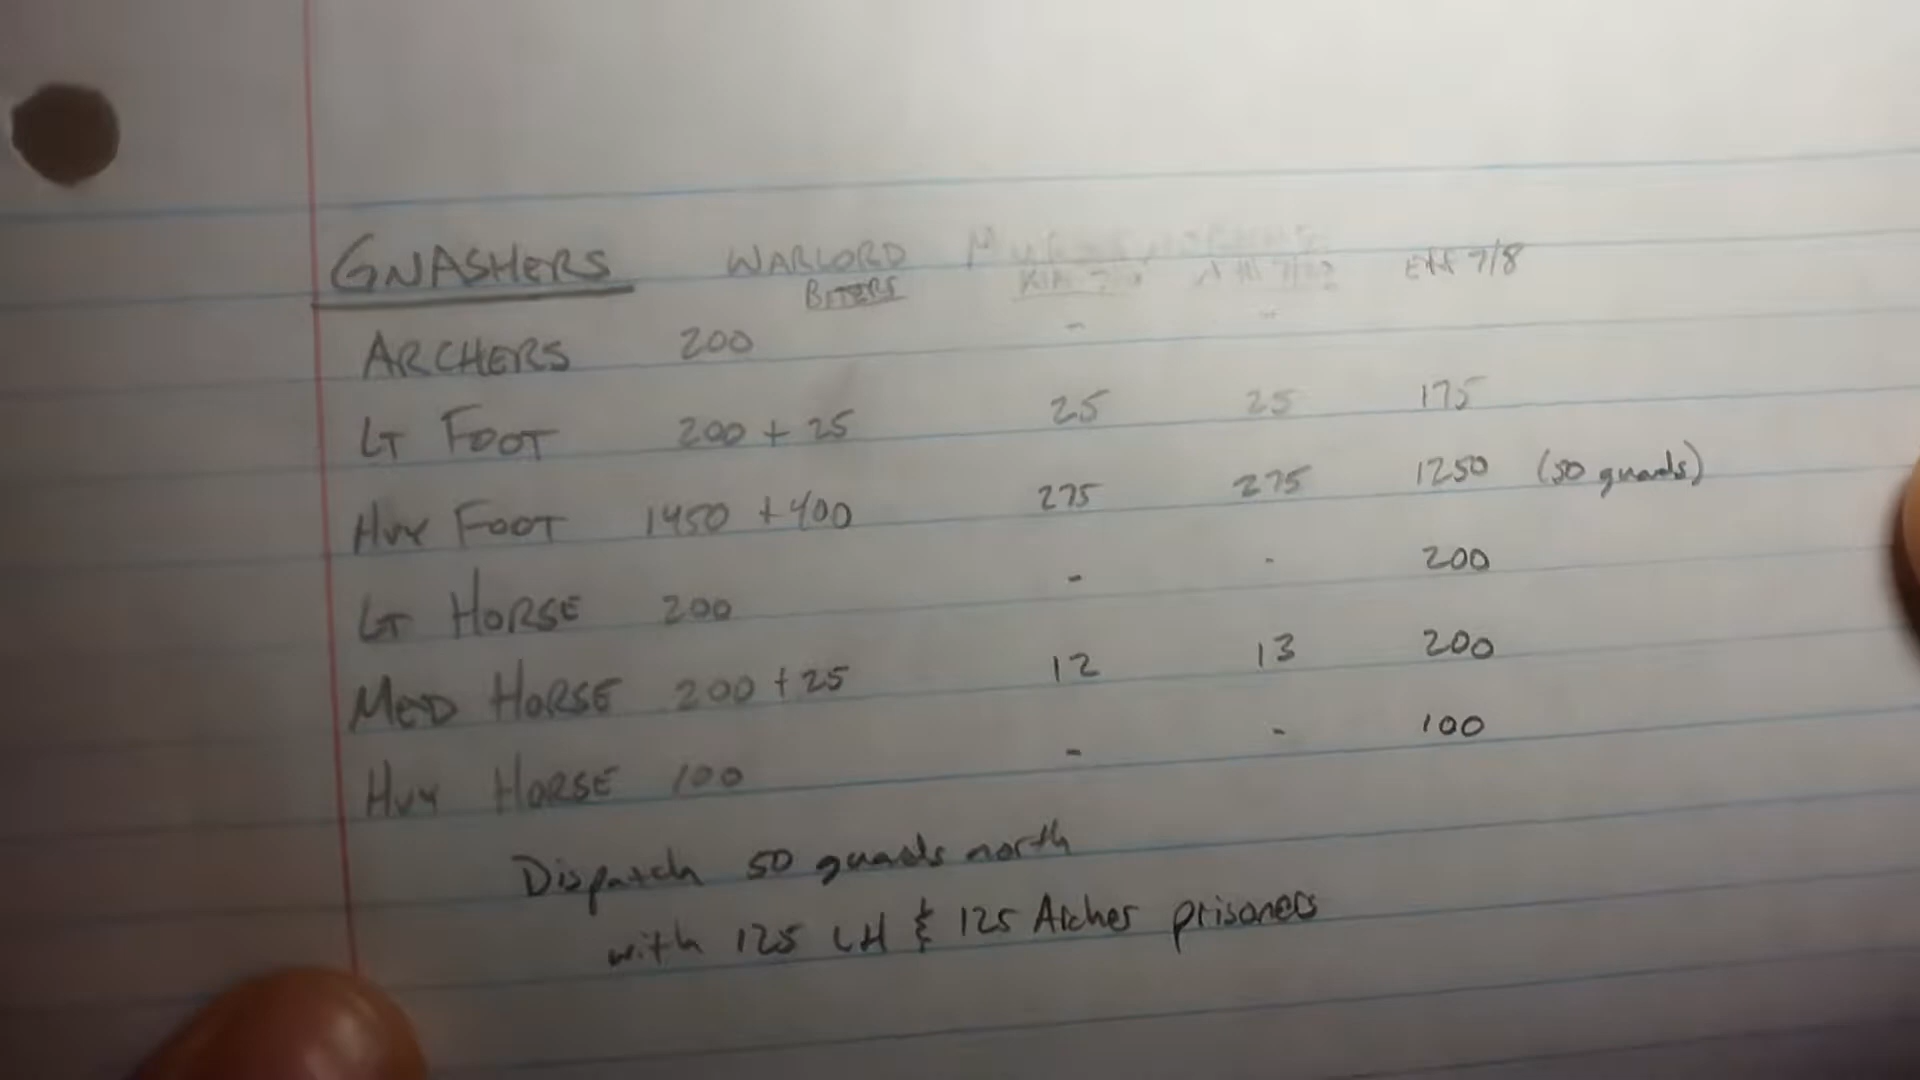 GNASHERS WARLORD Eff 7/8
BITERS
ARCHERS 200 - -
LT FOOT 200 + 25 25 25 175
HVY FOOT 1450 + 400 275 275 1250 (50 guards)
LT HORSE 200 - - 200
MED HORSE 200 + 25 12 13 200
HVY HORSE 100 - - 100
Dispatch 50 guards north
with 125 LH & 125 Archer prisoners